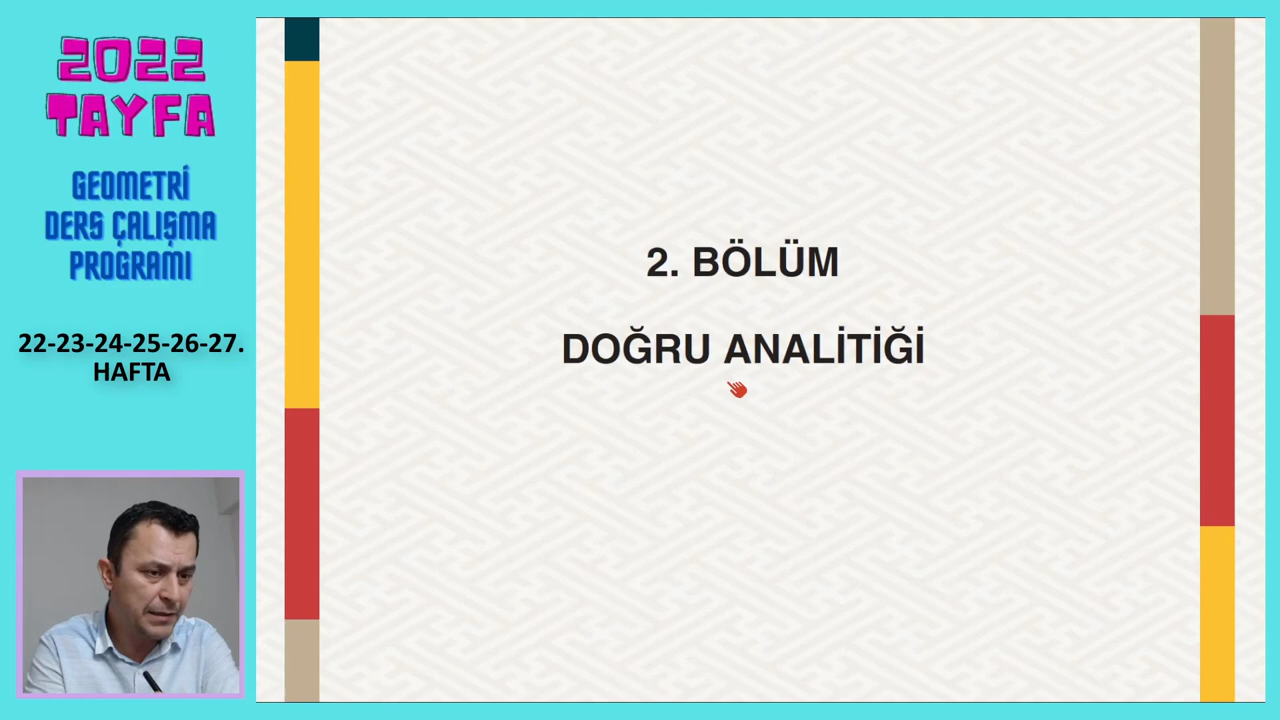 2022
TAYFA
GEOMETRİ
DERS ÇALIŞMA
PROGRAMI
22-23-24-25-26-27.
HAFTA
2. BÖLÜM
DOĞRU ANALİTİĞİ